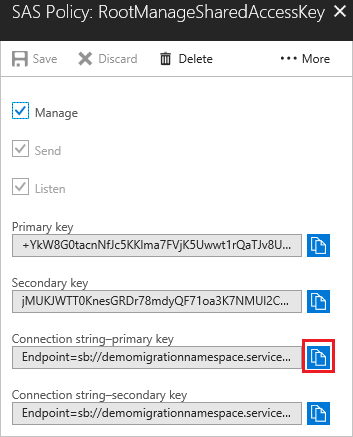 SAS Policy: RootManageSharedAccessKey
Save Discard Delete More
Manage
Send
Listen
Primary key
+YkW8G0tacnNfJc5KKlma7FVjK5Uwwt1rQaTJv8U...
Secondary key
jMUKJWTT0KnesGRDr78mdyQF71oa3K7NMUI2C...
Connection string–primary key
Endpoint=sb://demomigrationnamespace.service...
Connection string–secondary key
Endpoint=sb://demomigrationnamespace.service...